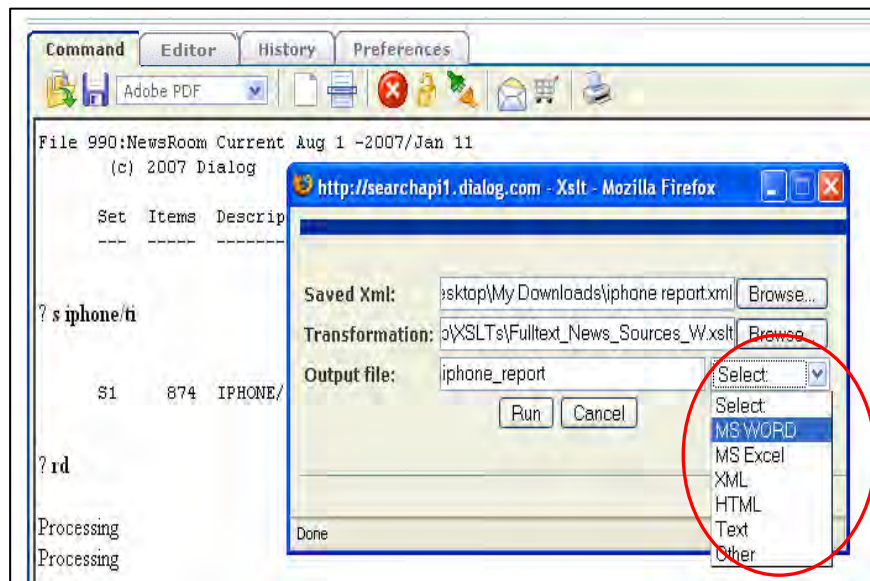 Command Editor History Preferences
Adobe PDF
File 990:NewsRoom Current Aug 1 -2007/Jan 11
(c) 2007 Dialog
Set Items Descrip
--- ----- -------
? s iphone/ti
S1 874 IPHONE/
? rd
Processing
Processing
http://searchapi1.dialog.com - Xslt - Mozilla Firefox
Saved Xml: esktop\My Downloads\iphone report.xml Browse...
Transformation: p\XSLTs\Fulltext_News_Sources_W.xslt Browse...
Output file: iphone_report Select:
Run Cancel
Select:
MS WORD
MS Excel
XML
HTML
Text
Other
Done